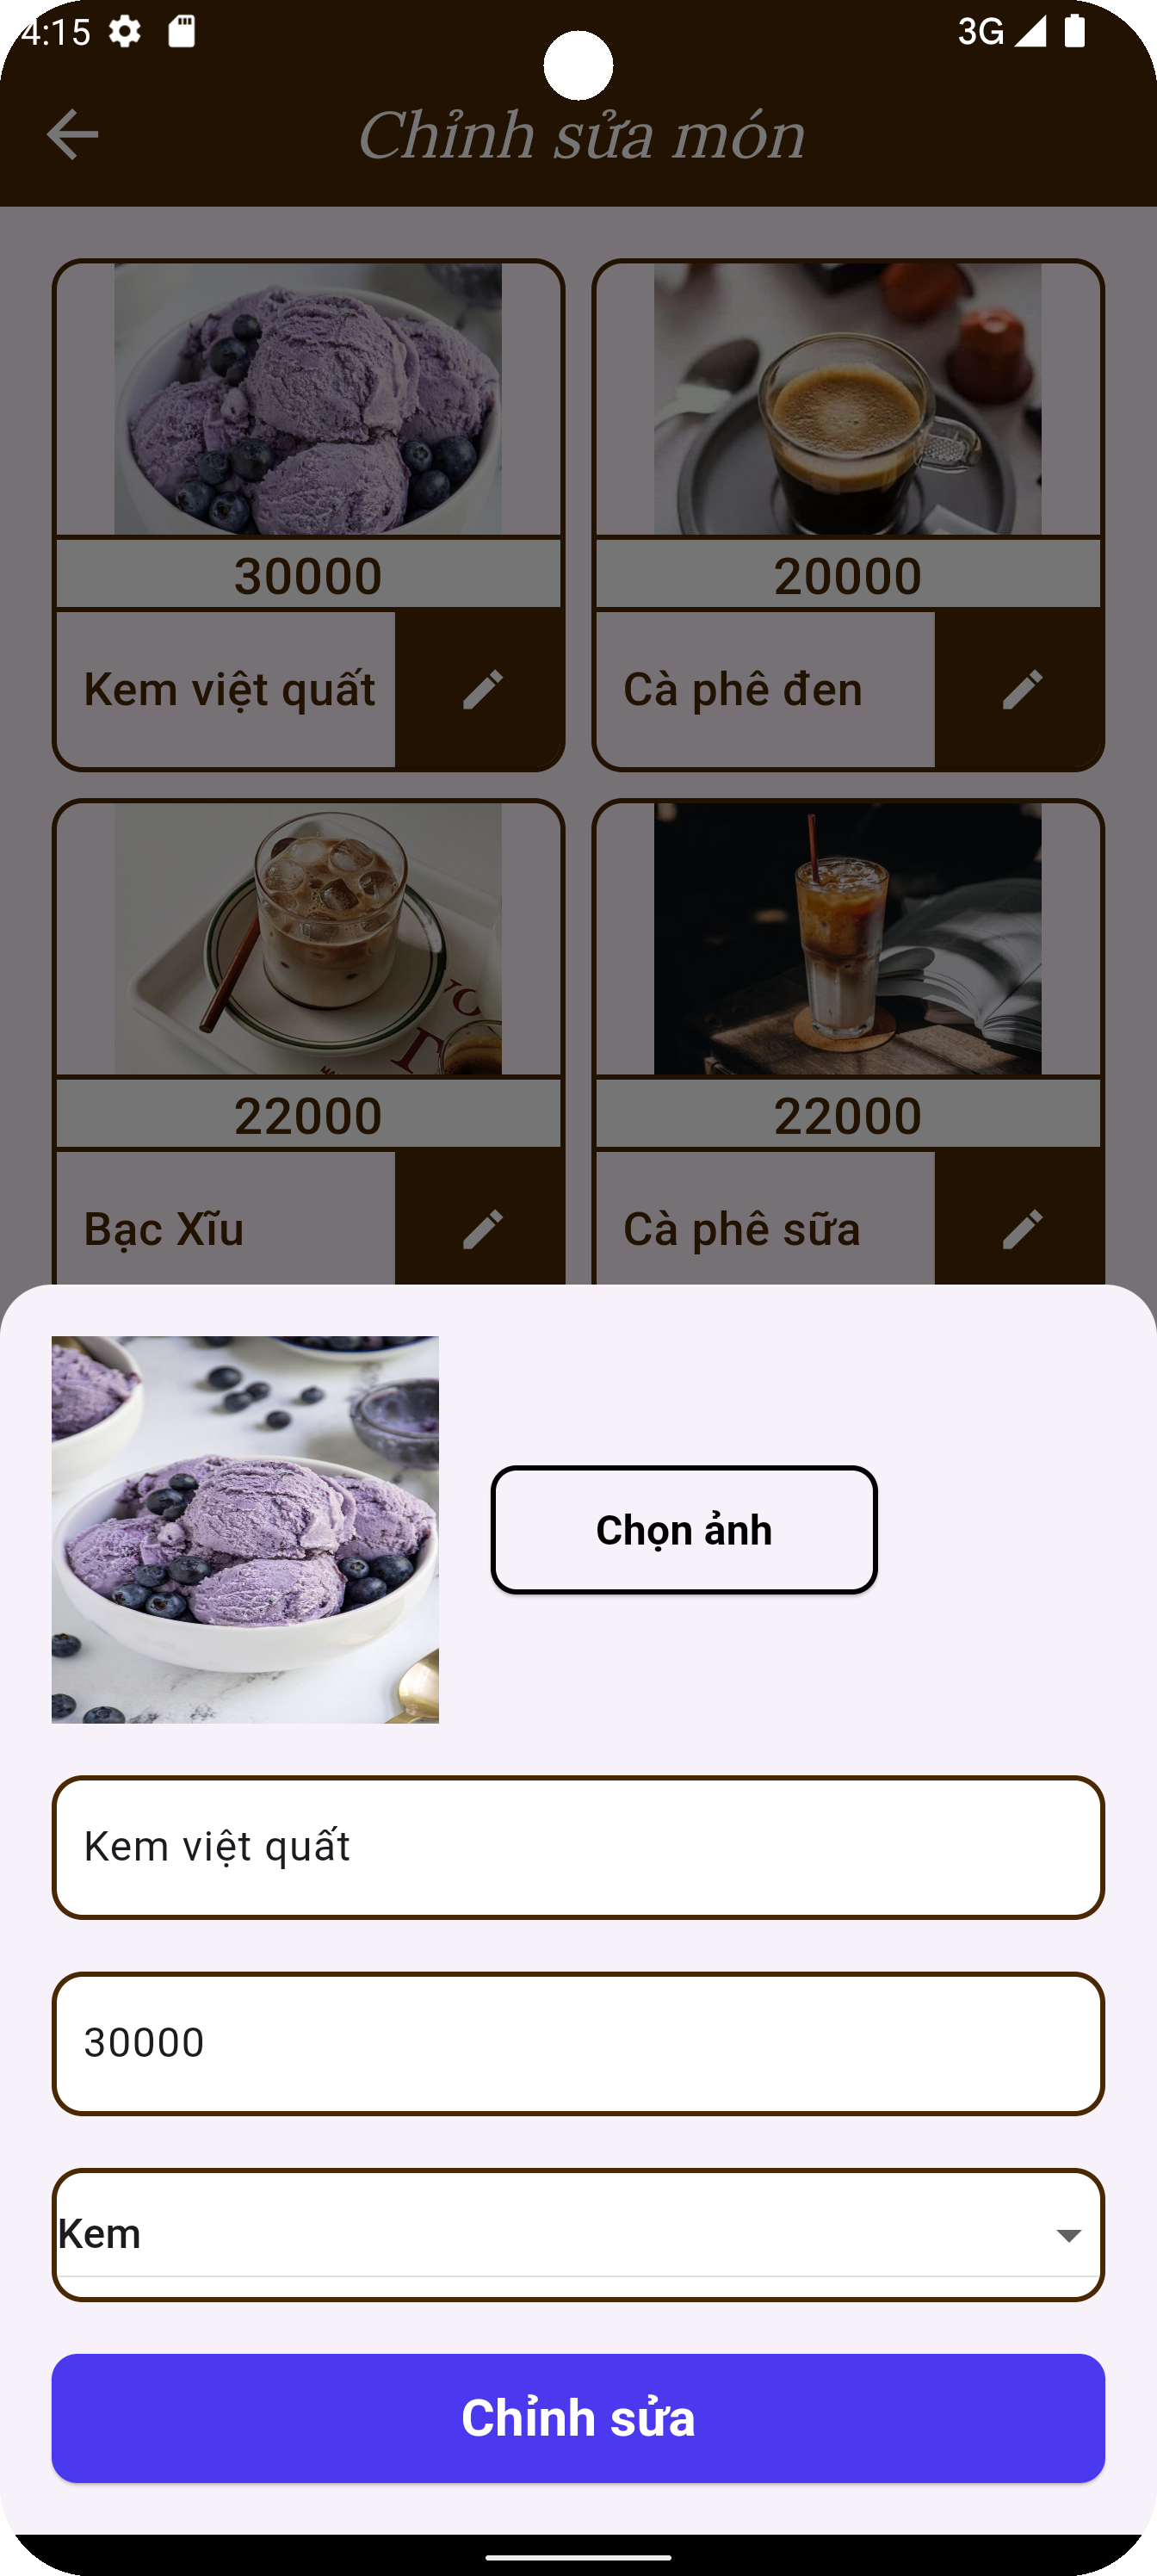 4:15
3G
Chỉnh sửa món
30000
20000
Kem việt quất
Cà phê đen
22000
22000
Bạc Xĩu
Cà phê sữa
Chọn ảnh
Kem việt quất
30000
Kem
Chỉnh sửa